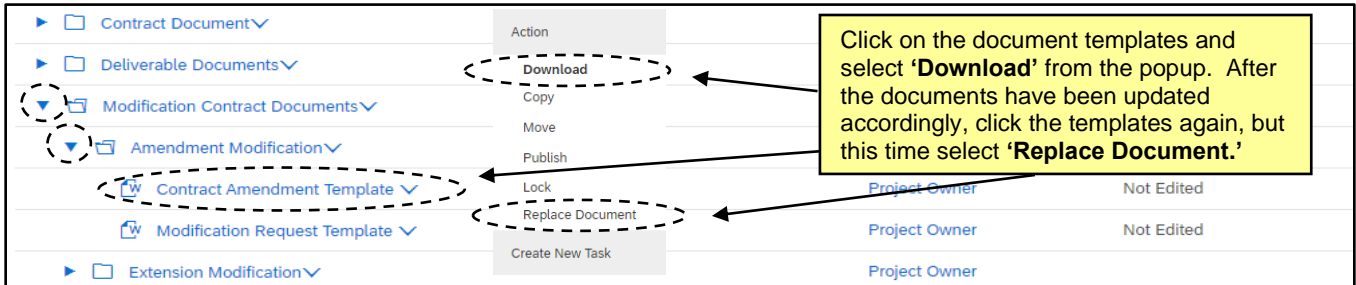 Contract Document
Deliverable Documents
Modification Contract Documents
Amendment Modification
Contract Amendment Template
Project Owner
Not Edited
Modification Request Template
Project Owner
Not Edited
Extension Modification
Project Owner
Action
Download
Copy
Move
Publish
Lock
Replace Document
Create New Task
Click on the document templates and
select ‘Download’ from the popup.  After
the documents have been updated
accordingly, click the templates again, but
this time select ‘Replace Document.’